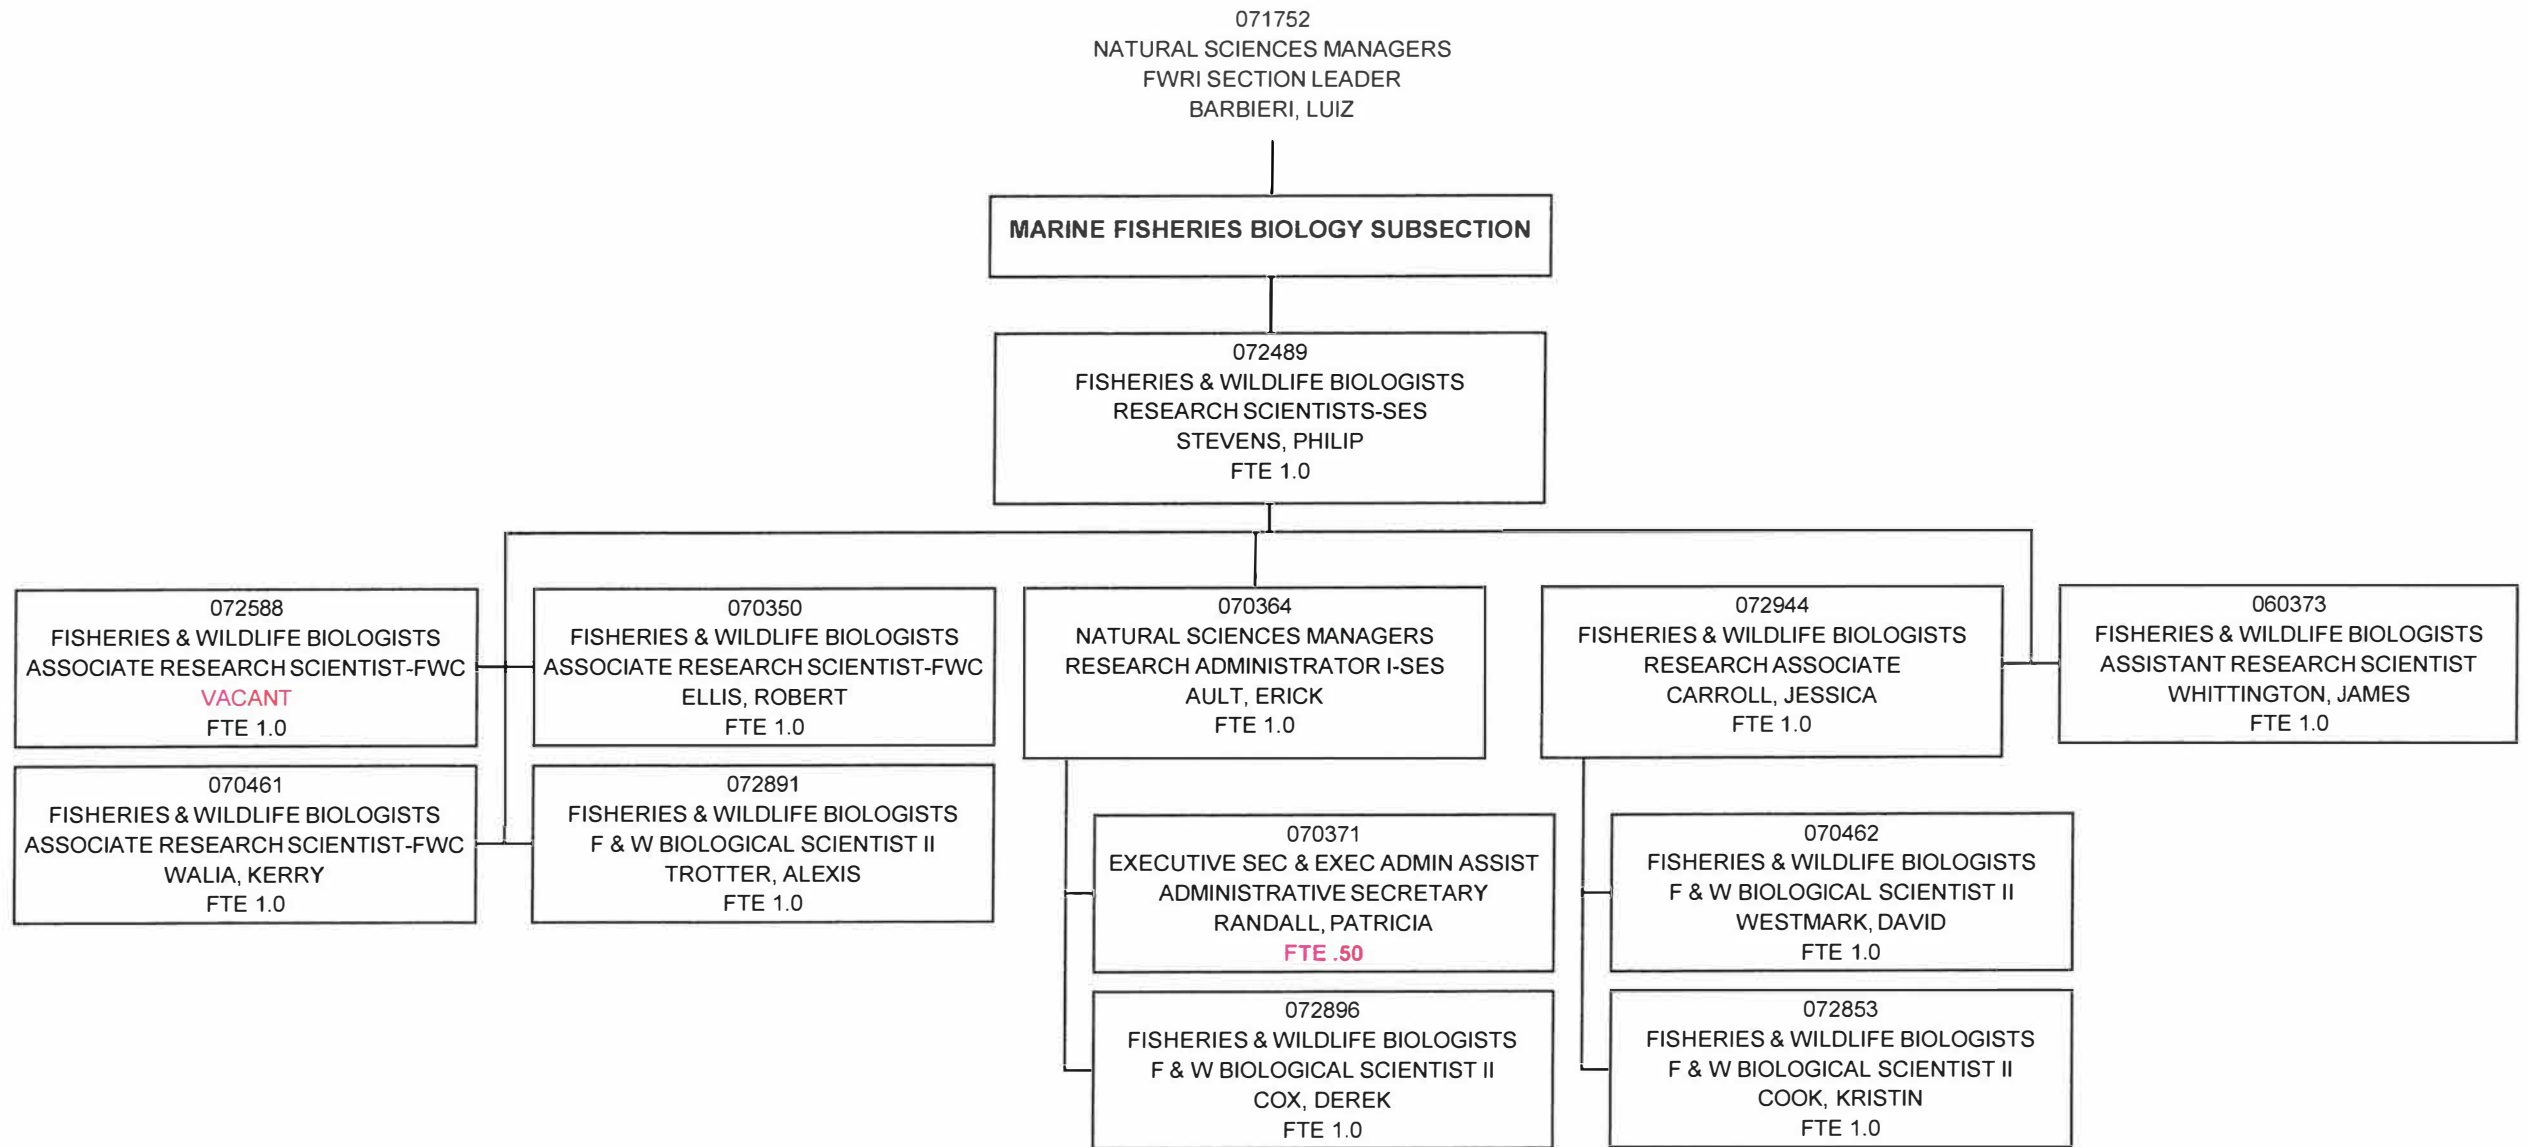 071752
NATURAL SCIENCES MANAGERS
FWRI SECTION LEADER
BARBIERI, LUIZ
MARINE FISHERIES BIOLOGY SUBSECTION
072489
FISHERIES & WILDLIFE BIOLOGISTS
RESEARCH SCIENTISTS-SES
STEVENS, PHILIP
FTE 1.0
072588
FISHERIES & WILDLIFE BIOLOGISTS
ASSOCIATE RESEARCH SCIENTIST-FWC
VACANT
FTE 1.0
070350
FISHERIES & WILDLIFE BIOLOGISTS
ASSOCIATE RESEARCH SCIENTIST-FWC
ELLIS, ROBERT
FTE 1.0
070364
NATURAL SCIENCES MANAGERS
RESEARCH ADMINISTRATOR I-SES
AULT, ERICK
FTE 1.0
072944
FISHERIES & WILDLIFE BIOLOGISTS
RESEARCH ASSOCIATE
CARROLL, JESSICA
FTE 1.0
060373
FISHERIES & WILDLIFE BIOLOGISTS
ASSISTANT RESEARCH SCIENTIST
WHITTINGTON, JAMES
FTE 1.0
070461
FISHERIES & WILDLIFE BIOLOGISTS
ASSOCIATE RESEARCH SCIENTIST-FWC
WALIA, KERRY
FTE 1.0
072891
FISHERIES & WILDLIFE BIOLOGISTS
F & W BIOLOGICAL SCIENTIST II
TROTTER, ALEXIS
FTE 1.0
070371
EXECUTIVE SEC & EXEC ADMIN ASSIST
ADMINISTRATIVE SECRETARY
RANDALL, PATRICIA
FTE .50
070462
FISHERIES & WILDLIFE BIOLOGISTS
F & W BIOLOGICAL SCIENTIST II
WESTMARK, DAVID
FTE 1.0
072896
FISHERIES & WILDLIFE BIOLOGISTS
F & W BIOLOGICAL SCIENTIST II
COX, DEREK
FTE 1.0
072853
FISHERIES & WILDLIFE BIOLOGISTS
F & W BIOLOGICAL SCIENTIST II
COOK, KRISTIN
FTE 1.0